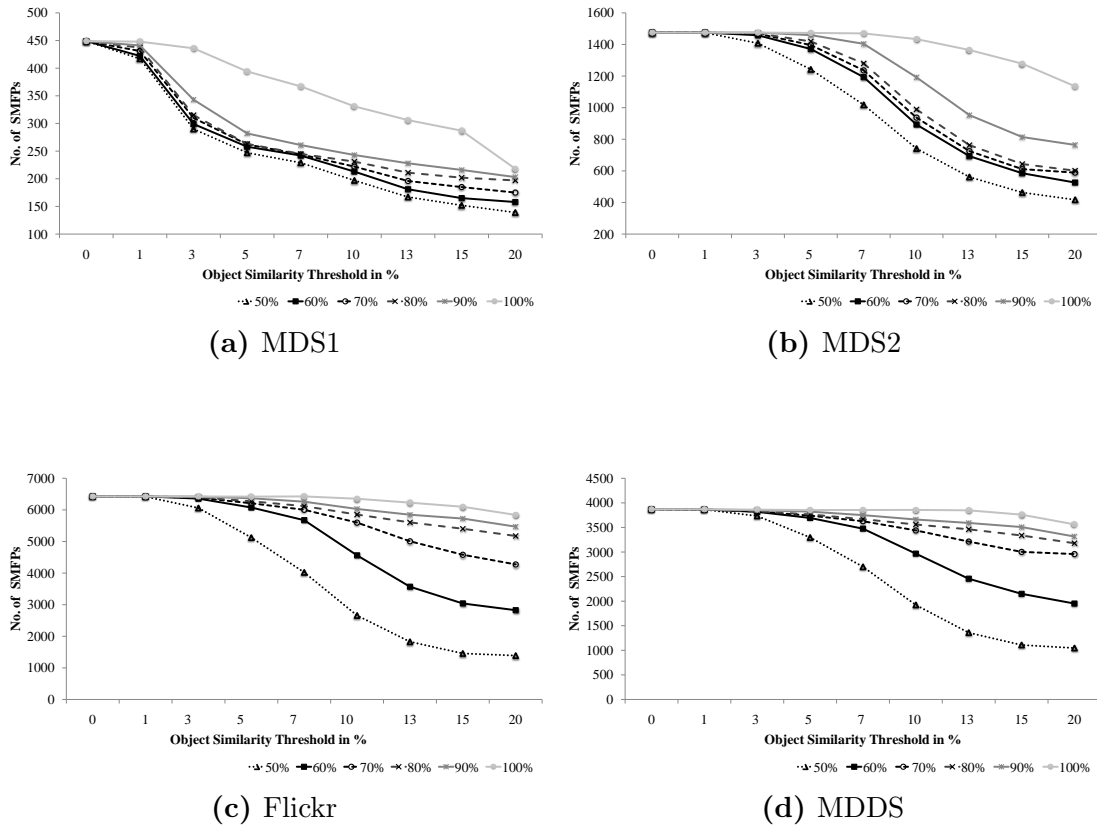 No. of SMFPs
500
450
400
350
300
250
200
150
100
0 1 3 5 7 10 13 15 20
Object Similarity Threshold in %
50% 60% 70% 80% 90% 100%
(a) MDS1
No. of SMFPs
1600
1400
1200
1000
800
600
400
200
0 1 3 5 7 10 13 15 20
Object Similarity Threshold in %
50% 60% 70% 80% 90% 100%
(b) MDS2
No. of SMFPs
7000
6000
5000
4000
3000
2000
1000
0
0 1 3 5 7 10 13 15 20
Object Similarity Threshold in %
50% 60% 70% 80% 90% 100%
(c) Flickr
No. of SMFPs
4500
4000
3500
3000
2500
2000
1500
1000
500
0
0 1 3 5 7 10 13 15 20
Object Similarity Threshold in %
50% 60% 70% 80% 90% 100%
(d) MDDS